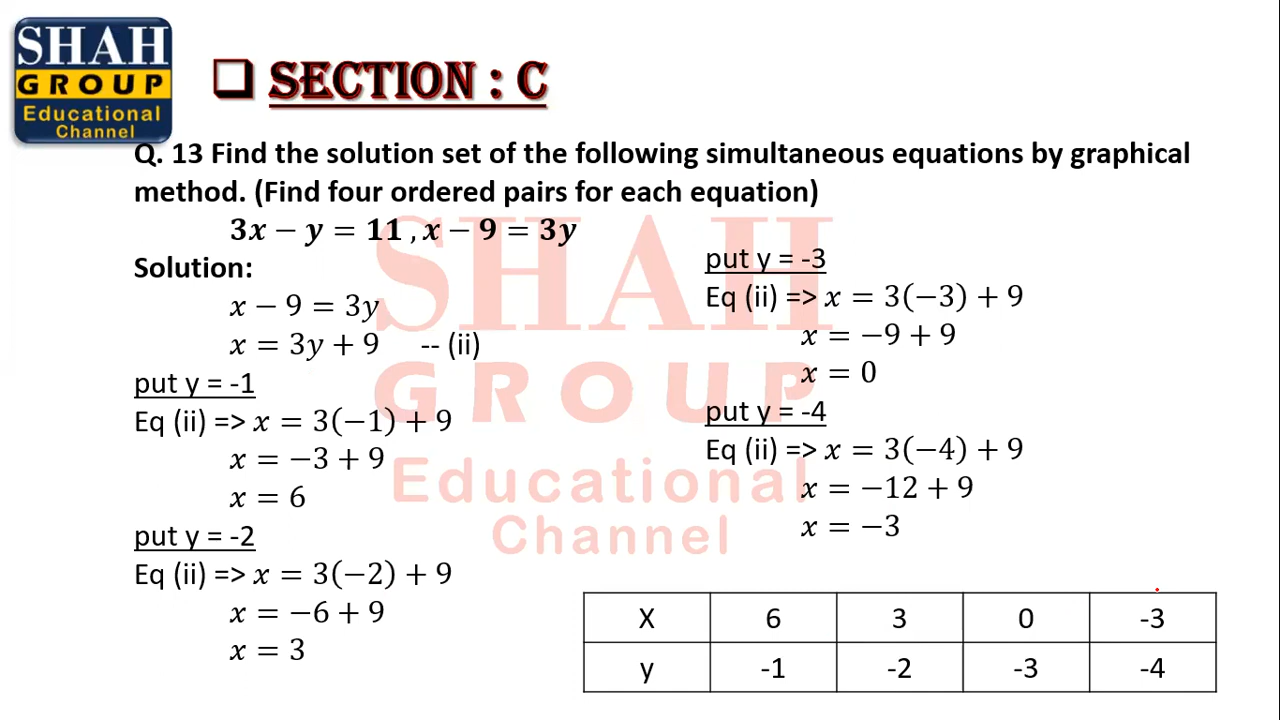 SHAH
GROUP
Educational
Channel
❑ SECTION : C
Q. 13 Find the solution set of the following simultaneous equations by graphical
method. (Find four ordered pairs for each equation)
3x − y = 11 , x − 9 = 3y
Solution:
x − 9 = 3y
x = 3y + 9 -- (ii)
put y = -1
Eq (ii) => x = 3(−1) + 9
x = −3 + 9
x = 6
put y = -2
Eq (ii) => x = 3(−2) + 9
x = −6 + 9
x = 3
put y = -3
Eq (ii) => x = 3(−3) + 9
x = −9 + 9
x = 0
put y = -4
Eq (ii) => x = 3(−4) + 9
x = −12 + 9
x = −3
X 6 3 0 -3
y -1 -2 -3 -4
SHAH
GROUP
Educational
Channel